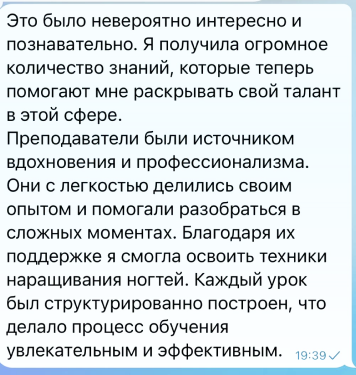 Это было невероятно интересно и
познавательно. Я получила огромное
количество знаний, которые теперь
помогают мне раскрывать свой талант
в этой сфере.
Преподаватели были источником
вдохновения и профессионализма.
Они с легкостью делились своим
опытом и помогали разобраться в
сложных моментах. Благодаря их
поддержке я смогла освоить техники
наращивания ногтей. Каждый урок
был структурированно построен, что
делало процесс обучения
увлекательным и эффективным. 19:39